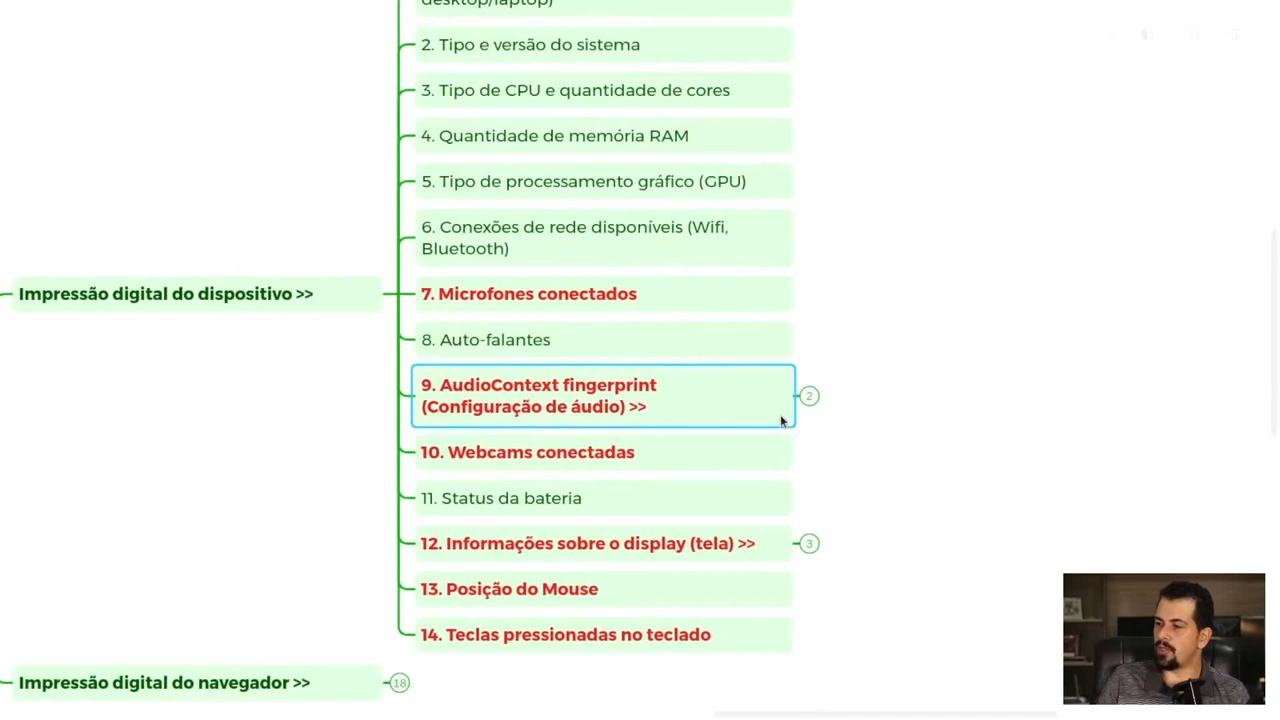 desktop/laptop)
2. Tipo e versão do sistema
3. Tipo de CPU e quantidade de cores
4. Quantidade de memória RAM
5. Tipo de processamento gráfico (GPU)
6. Conexões de rede disponíveis (Wifi,
Bluetooth)
Impressão digital do dispositivo >>
7. Microfones conectados
8. Auto-falantes
9. AudioContext fingerprint
(Configuração de áudio) >>
2
10. Webcams conectadas
11. Status da bateria
12. Informações sobre o display (tela) >>
3
13. Posição do Mouse
14. Teclas pressionadas no teclado
Impressão digital do navegador >>
18